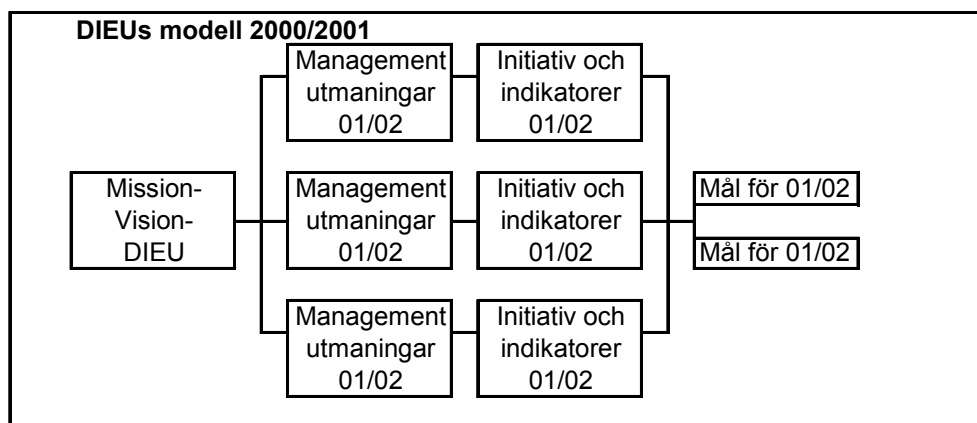 DIEUs modell 2000/2001
Management
utmaningar
01/02
Initiativ och
indikatorer
01/02
Mission-
Vision-
DIEU
Management
utmaningar
01/02
Initiativ och
indikatorer
01/02
Mål för 01/02
Mål för 01/02
Management
utmaningar
01/02
Initiativ och
indikatorer
01/02